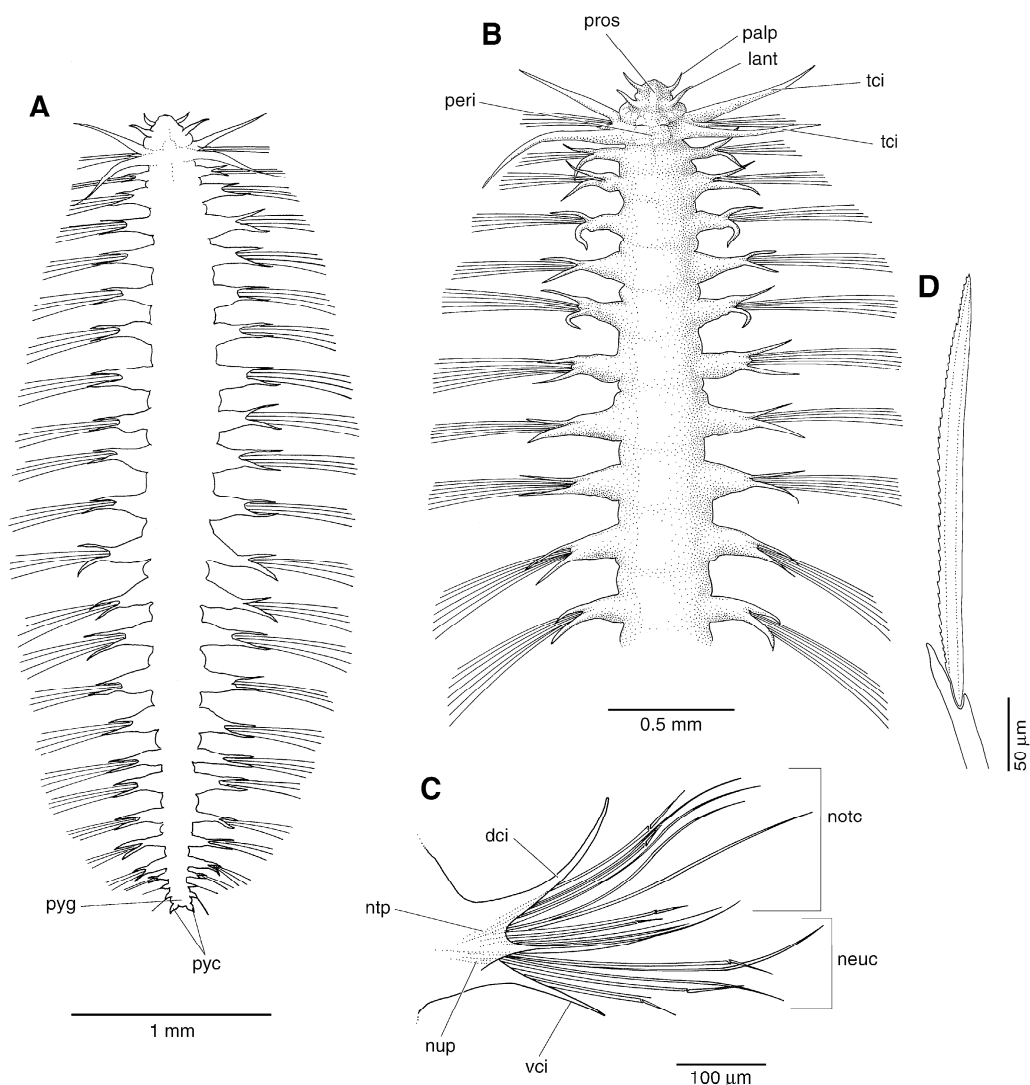 A
pyg
pyc
1 mm
B
pros
palp
lant
tci
peri
tci
0.5 mm
C
dci
notc
ntp
neuc
nup
vci
100 µm
D
50 µm